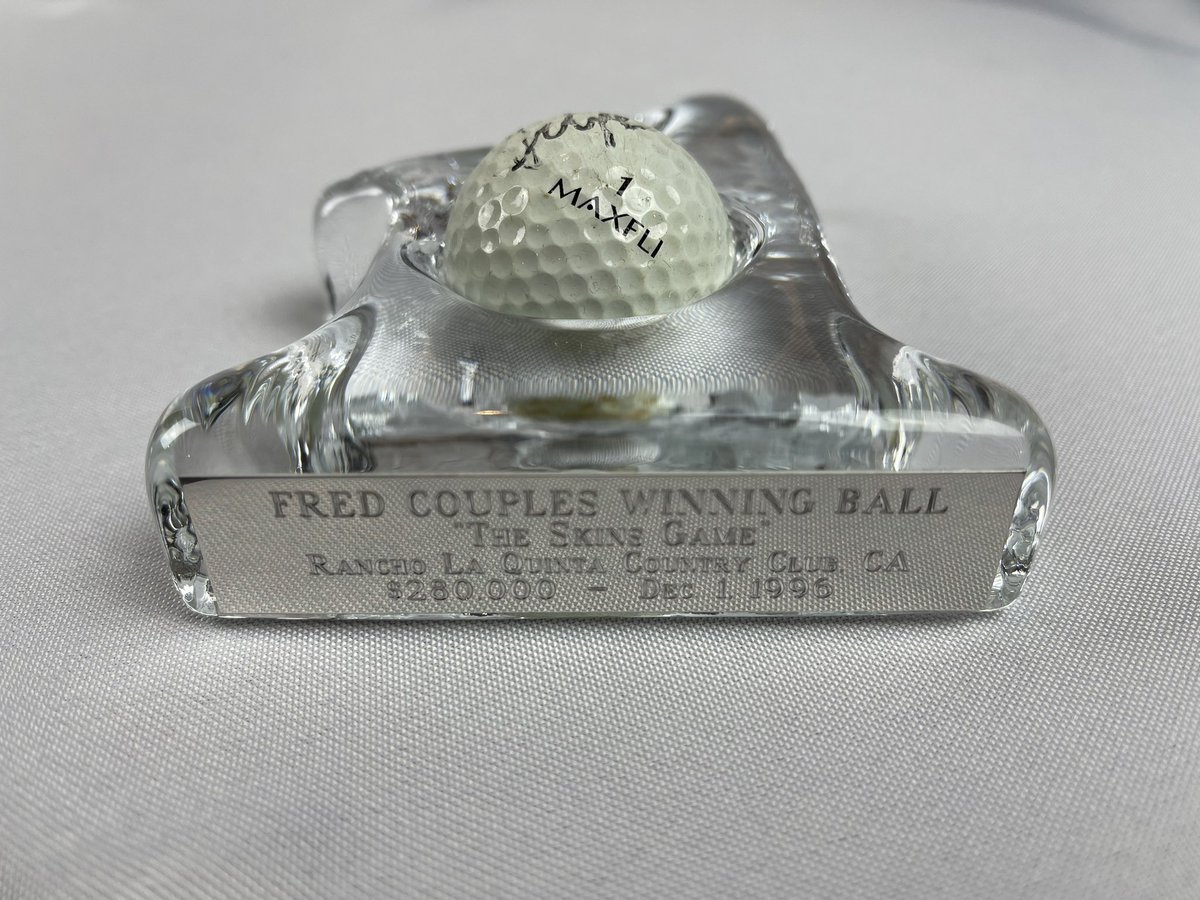 1
MAXFLI
FRED COUPLES WINNING BALL
"THE SKINS GAME"
RANCHO LA QUINTA COUNTRY CLUB, CA
$280,000 - DEC 1, 1996